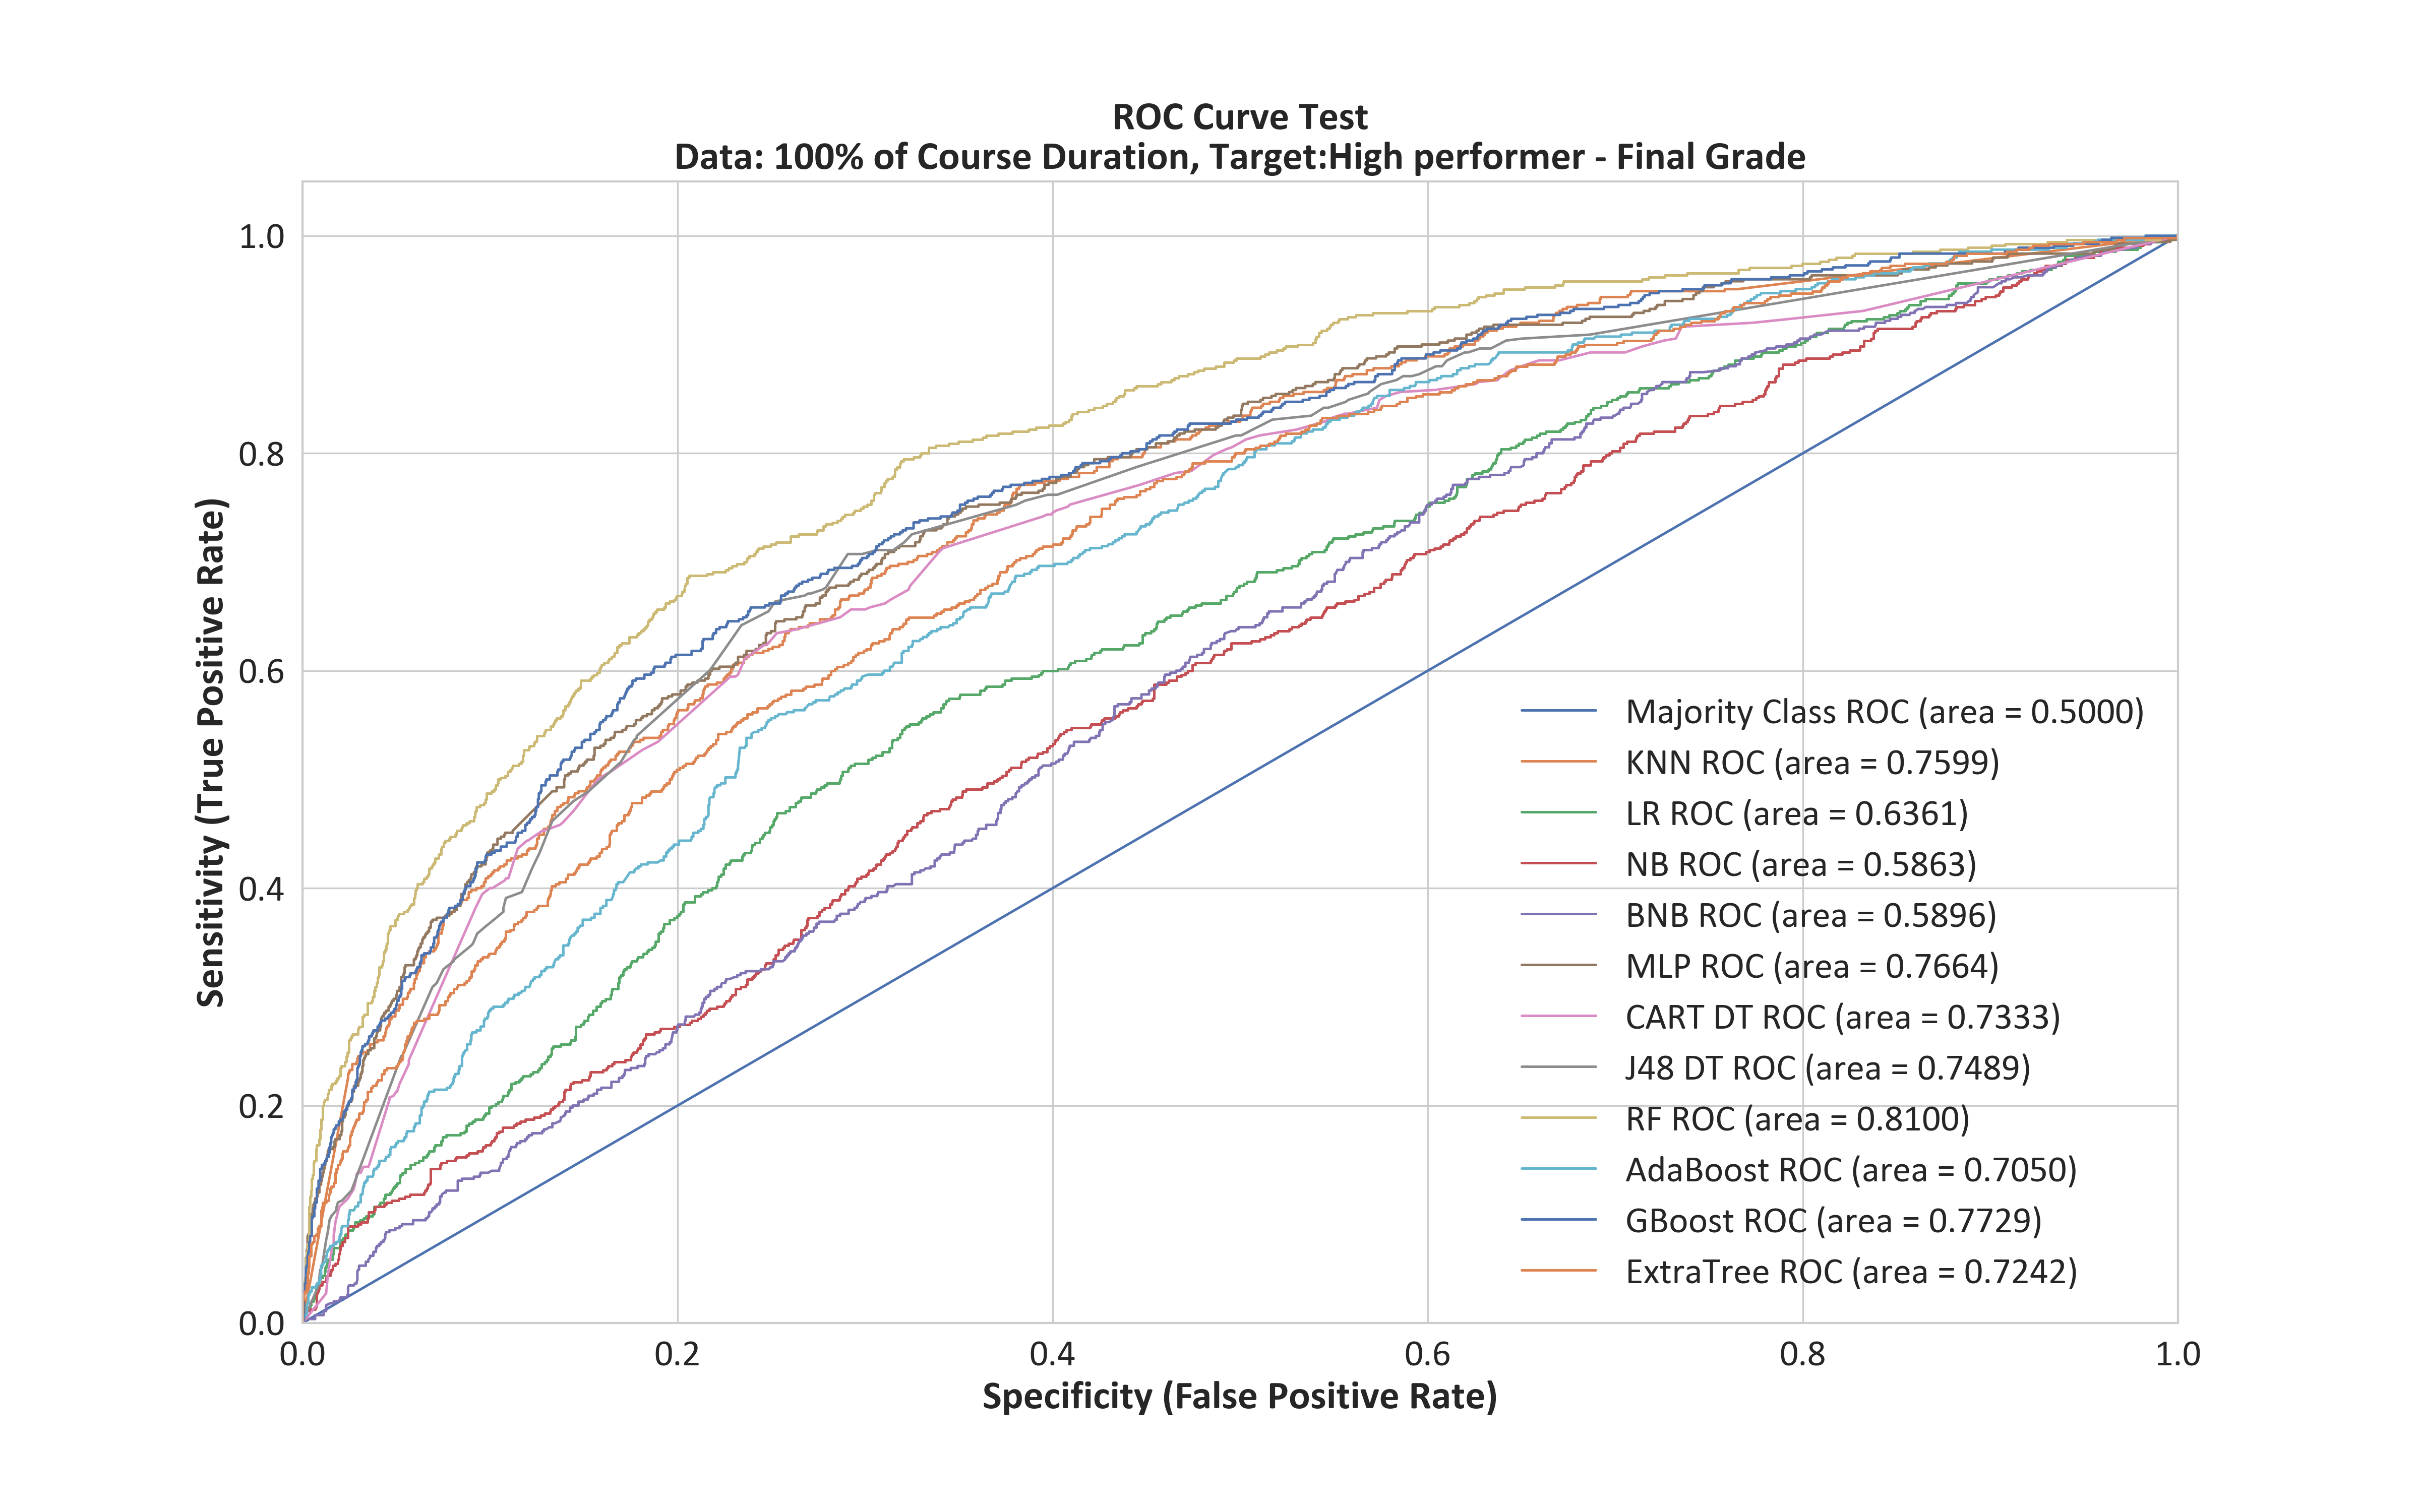 ROC Curve Test
Data: 100% of Course Duration, Target:High performer - Final Grade
Sensitivity (True Positive Rate)
1.0
0.8
0.6
0.4
0.2
0.0
Majority Class ROC (area = 0.5000)
KNN ROC (area = 0.7599)
LR ROC (area = 0.6361)
NB ROC (area = 0.5863)
BNB ROC (area = 0.5896)
MLP ROC (area = 0.7664)
CART DT ROC (area = 0.7333)
J48 DT ROC (area = 0.7489)
RF ROC (area = 0.8100)
AdaBoost ROC (area = 0.7050)
GBoost ROC (area = 0.7729)
ExtraTree ROC (area = 0.7242)
0.0 0.2 0.4 0.6 0.8 1.0
Specificity (False Positive Rate)